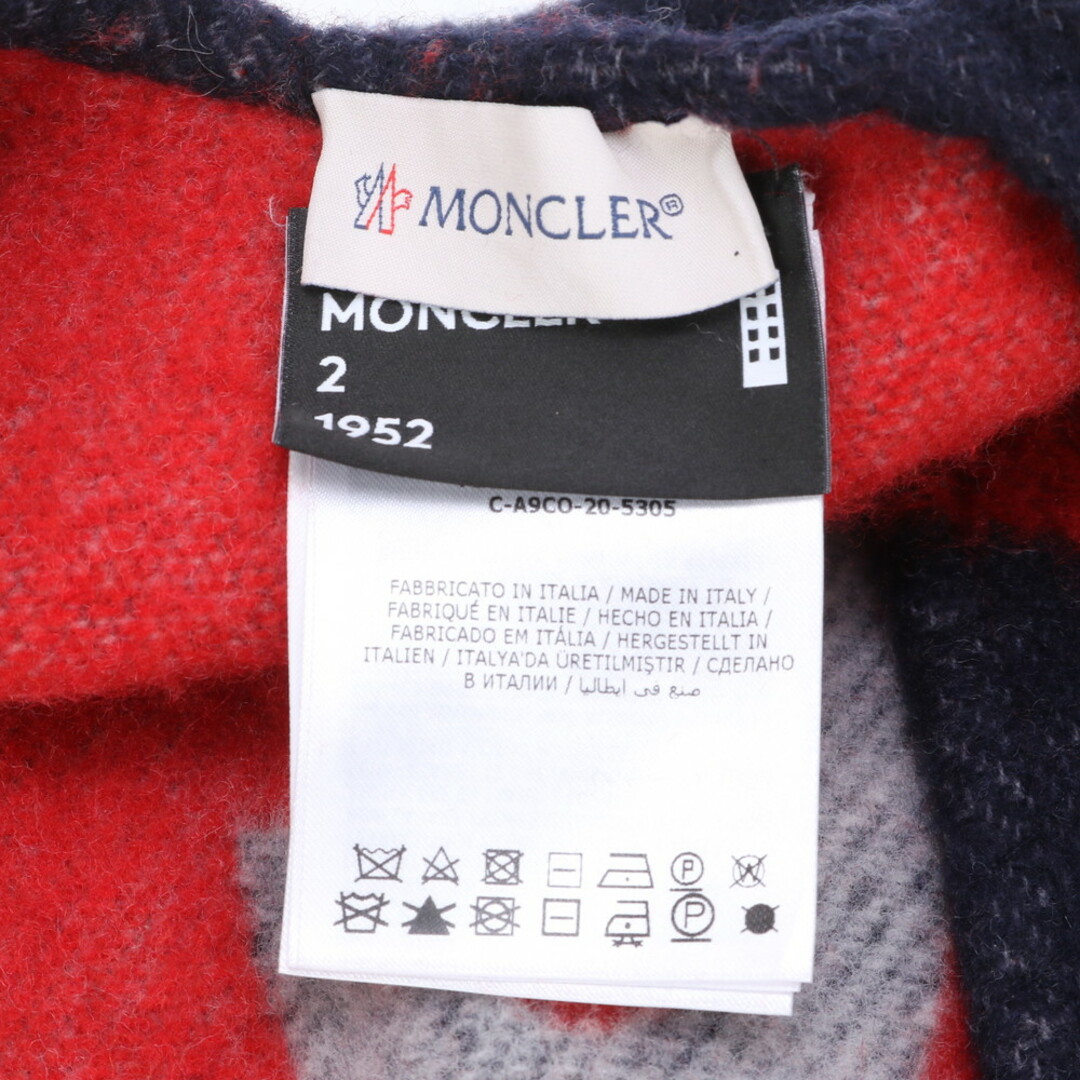 MONCLER®
MONCLER
2
1952
C-A9CO-20-5305
FABBRICATO IN ITALIA / MADE IN ITALY /
FABRIQUÉ EN ITALIE / HECHO EN ITALIA /
FABRICADO EM ITÁLIA / HERGESTELLT IN
ITALIEN / ITALYA'DA ÜRETILMIŞTIR / СДЕЛАНО
В ИТАЛИИ / صنع في ايطاليا
P
W
P